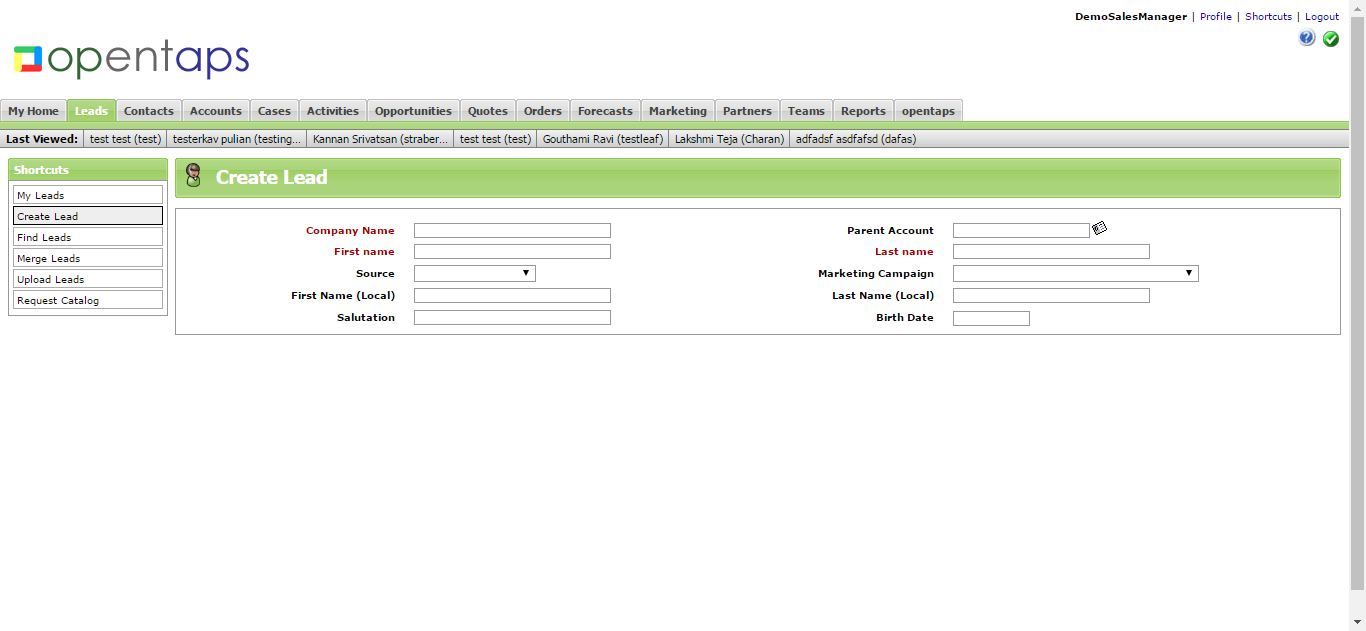 DemoSalesManager | Profile | Shortcuts | Logout
opentaps
My Home Leads Contacts Accounts Cases Activities Opportunities Quotes Orders Forecasts Marketing Partners Teams Reports opentaps
Last Viewed: test test (test) testerkav pulian (testing... Kannan Srivatsan (straber... test test (test) Gouthami Ravi (testleaf) Lakshmi Teja (Charan) adfadsf asdfafsd (dafas)
Shortcuts
My Leads
Create Lead
Find Leads
Merge Leads
Upload Leads
Request Catalog
Create Lead
Company Name Parent Account
First name Last name
Source Marketing Campaign
First Name (Local) Last Name (Local)
Salutation Birth Date